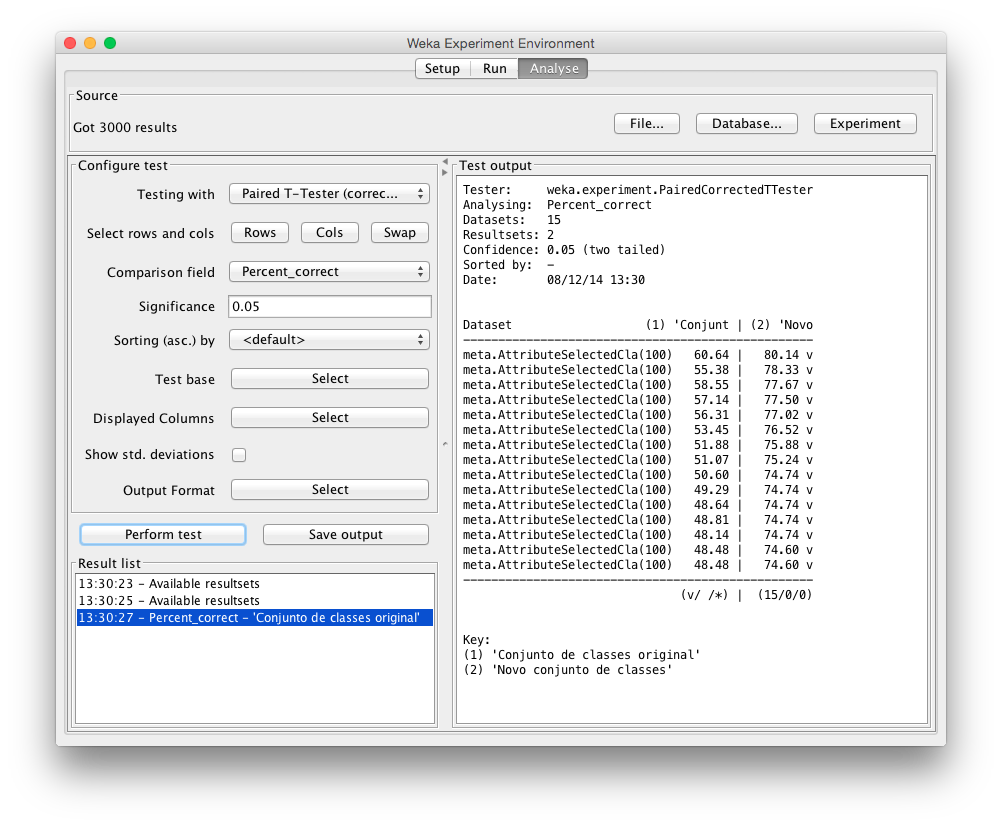 Weka Experiment Environment
Setup Run Analyse
Source
Got 3000 results
File... Database... Experiment
Configure test
Testing with Paired T-Tester (correc...
Select rows and cols Rows Cols Swap
Comparison field Percent_correct
Significance 0.05
Sorting (asc.) by <default>
Test base Select
Displayed Columns Select
Show std. deviations
Output Format Select
Perform test Save output
Result list
13:30:23 - Available resultsets
13:30:25 - Available resultsets
13:30:27 - Percent_correct - 'Conjunto de classes original'
Test output
Tester: weka.experiment.PairedCorrectedTTester
Analysing: Percent_correct
Datasets: 15
Resultsets: 2
Confidence: 0.05 (two tailed)
Sorted by: -
Date: 08/12/14 13:30
Dataset (1) 'Conjunt | (2) 'Novo
--------------------------------------------------
meta.AttributeSelectedCla(100) 60.64 | 80.14 v
meta.AttributeSelectedCla(100) 55.38 | 78.33 v
meta.AttributeSelectedCla(100) 58.55 | 77.67 v
meta.AttributeSelectedCla(100) 57.14 | 77.50 v
meta.AttributeSelectedCla(100) 56.31 | 77.02 v
meta.AttributeSelectedCla(100) 53.45 | 76.52 v
meta.AttributeSelectedCla(100) 51.88 | 75.88 v
meta.AttributeSelectedCla(100) 51.07 | 75.24 v
meta.AttributeSelectedCla(100) 50.60 | 74.74 v
meta.AttributeSelectedCla(100) 49.29 | 74.74 v
meta.AttributeSelectedCla(100) 48.64 | 74.74 v
meta.AttributeSelectedCla(100) 48.81 | 74.74 v
meta.AttributeSelectedCla(100) 48.14 | 74.74 v
meta.AttributeSelectedCla(100) 48.48 | 74.60 v
meta.AttributeSelectedCla(100) 48.48 | 74.60 v
--------------------------------------------------
(v/ /*) | (15/0/0)
Key:
(1) 'Conjunto de classes original'
(2) 'Novo conjunto de classes'